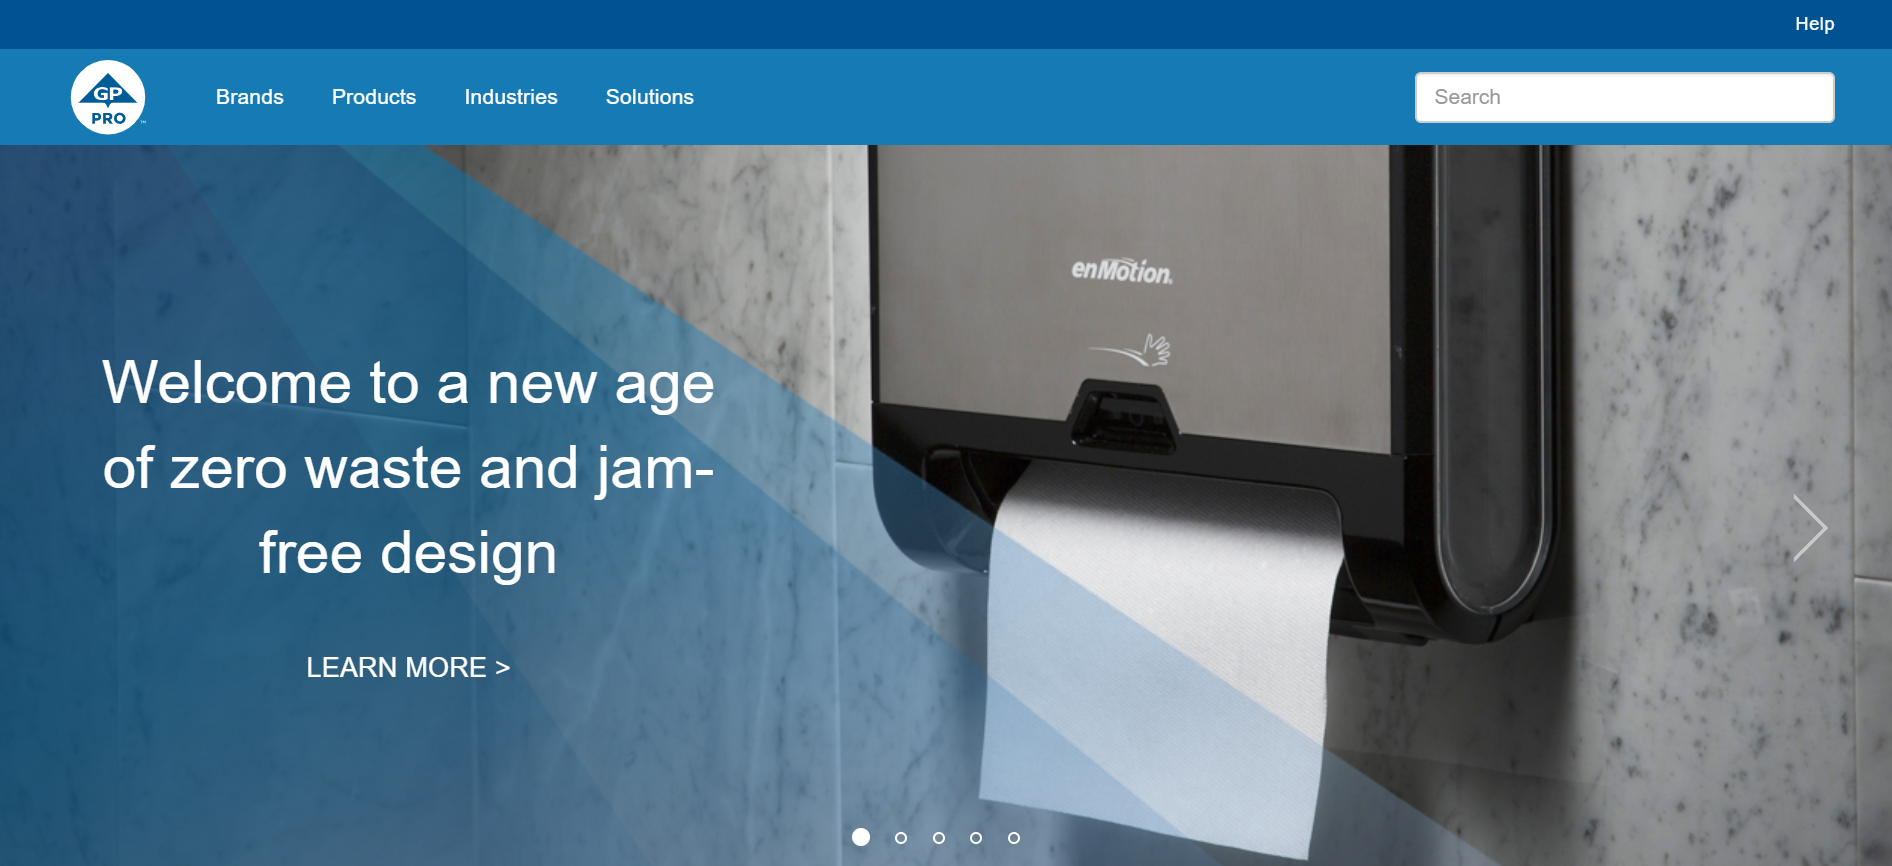 Help
GP
PRO
™
Brands
Products
Industries
Solutions
Search
enMotion
Welcome to a new age
of zero waste and jam-
free design
LEARN MORE >